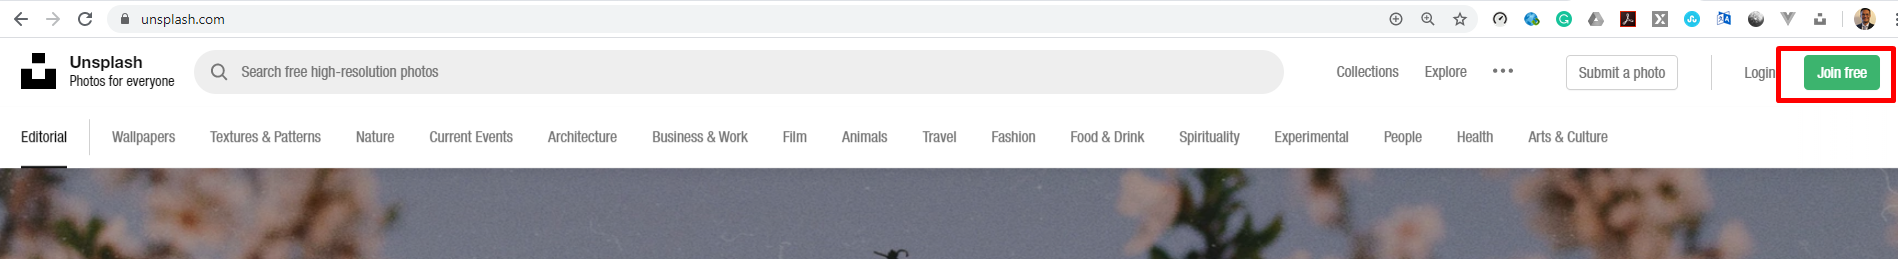 unsplash.com
Unsplash
Photos for everyone
Search free high-resolution photos
Collections Explore ••• Submit a photo Login Join free
Editorial Wallpapers Textures & Patterns Nature Current Events Architecture Business & Work Film Animals Travel Fashion Food & Drink Spirituality Experimental People Health Arts & Culture